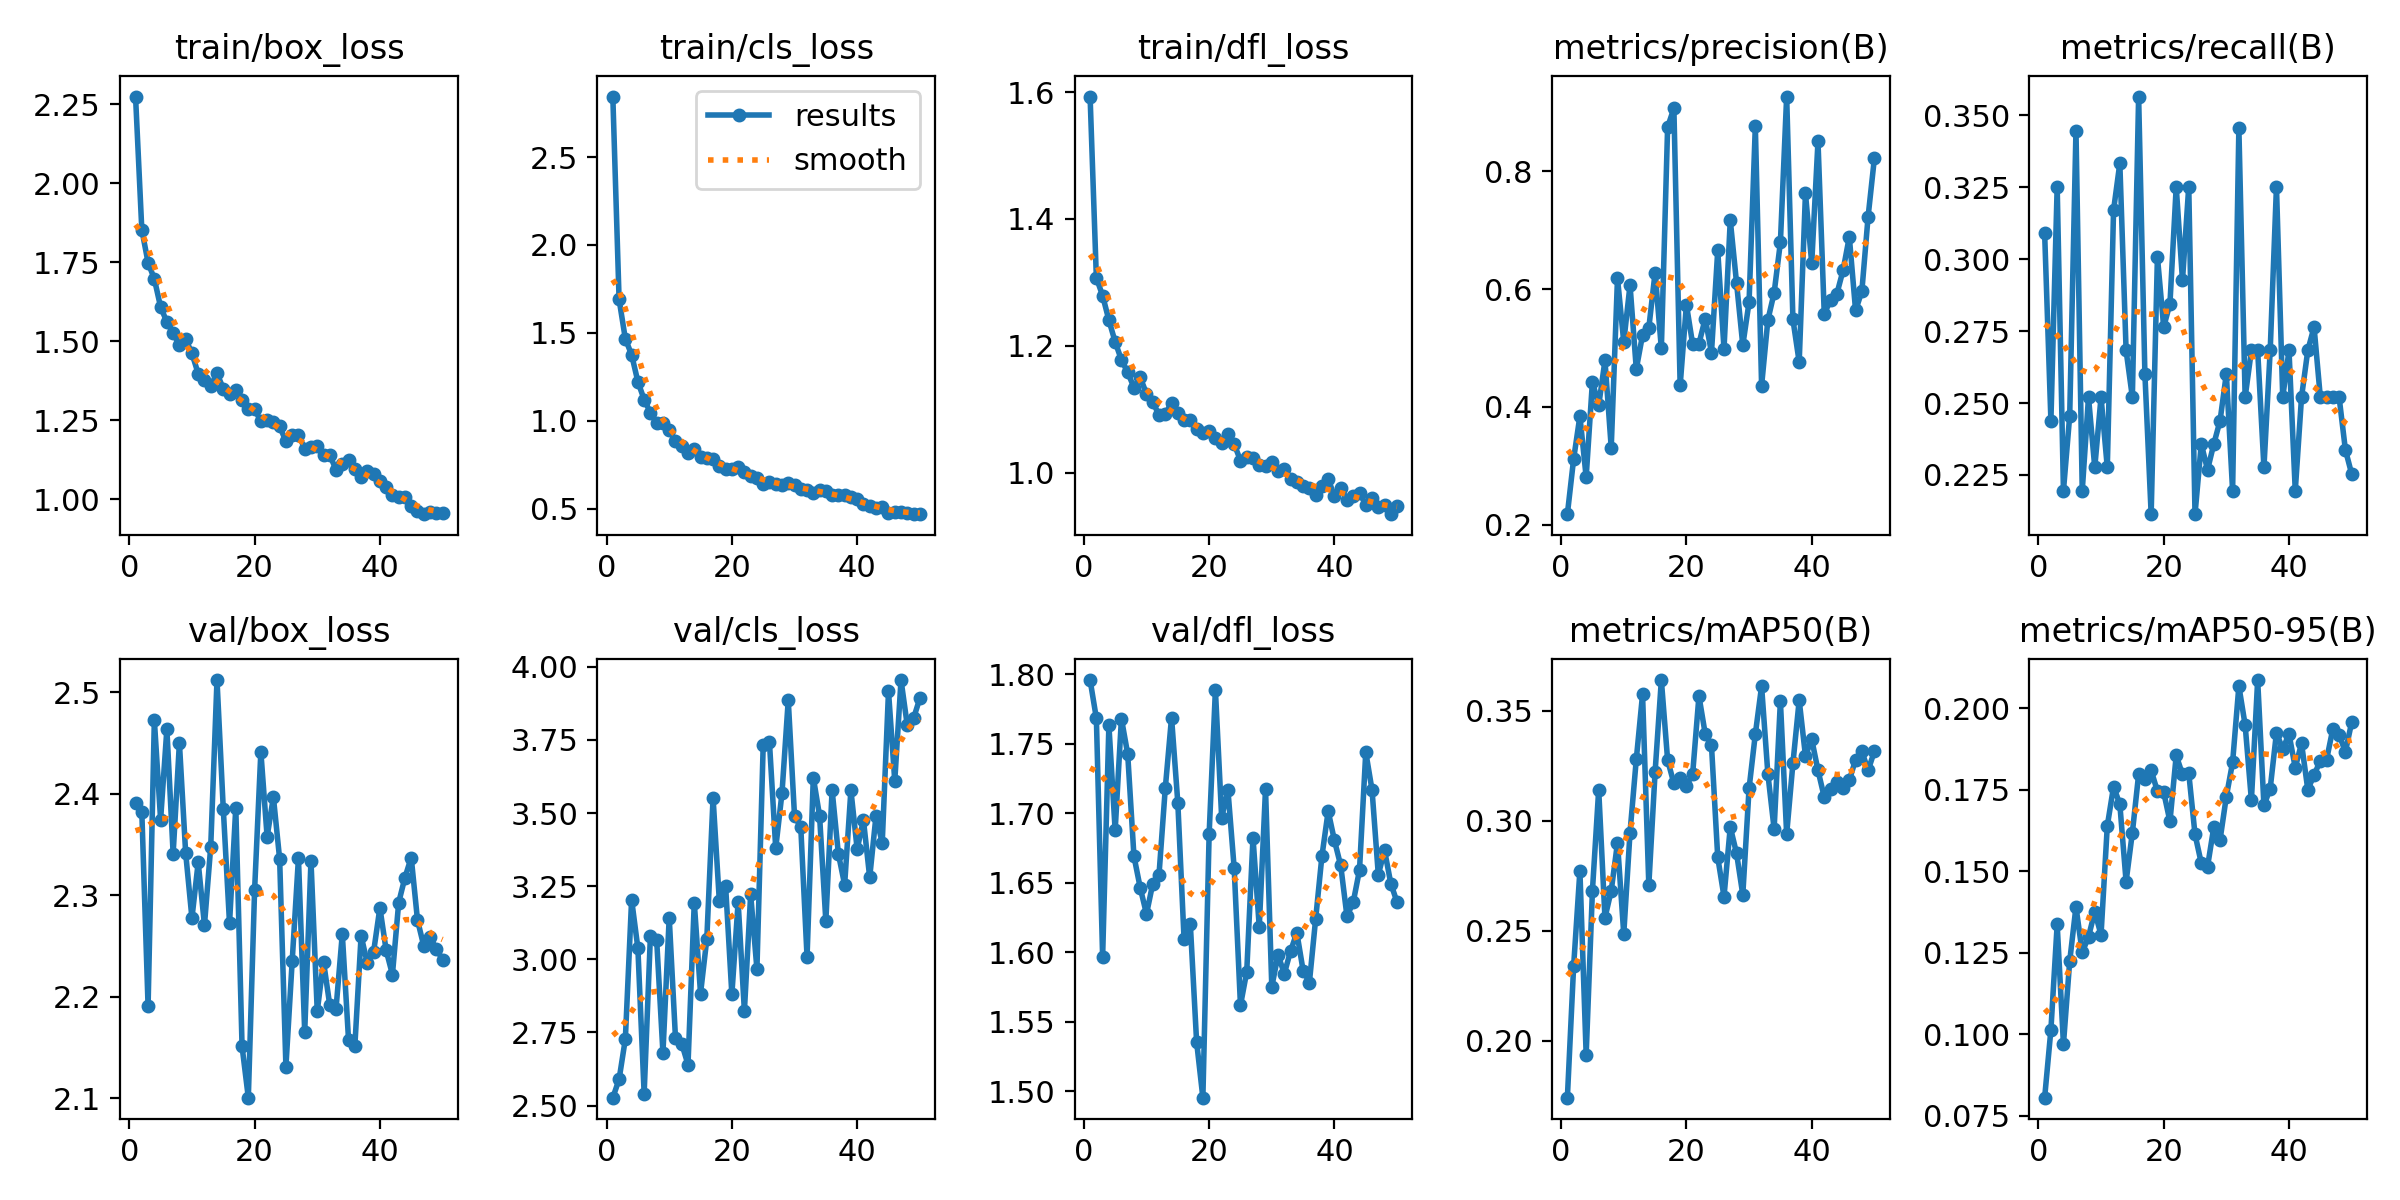 train/box_loss
2.25
2.00
1.75
1.50
1.25
1.00
0 20 40
train/cls_loss
results
smooth
2.5
2.0
1.5
1.0
0.5
0 20 40
train/dfl_loss
1.6
1.4
1.2
1.0
0 20 40
metrics/precision(B)
0.8
0.6
0.4
0.2
0 20 40
metrics/recall(B)
0.350
0.325
0.300
0.275
0.250
0.225
0 20 40
val/box_loss
2.5
2.4
2.3
2.2
2.1
0 20 40
val/cls_loss
4.00
3.75
3.50
3.25
3.00
2.75
2.50
0 20 40
val/dfl_loss
1.80
1.75
1.70
1.65
1.60
1.55
1.50
0 20 40
metrics/mAP50(B)
0.35
0.30
0.25
0.20
0 20 40
metrics/mAP50-95(B)
0.200
0.175
0.150
0.125
0.100
0.075
0 20 40